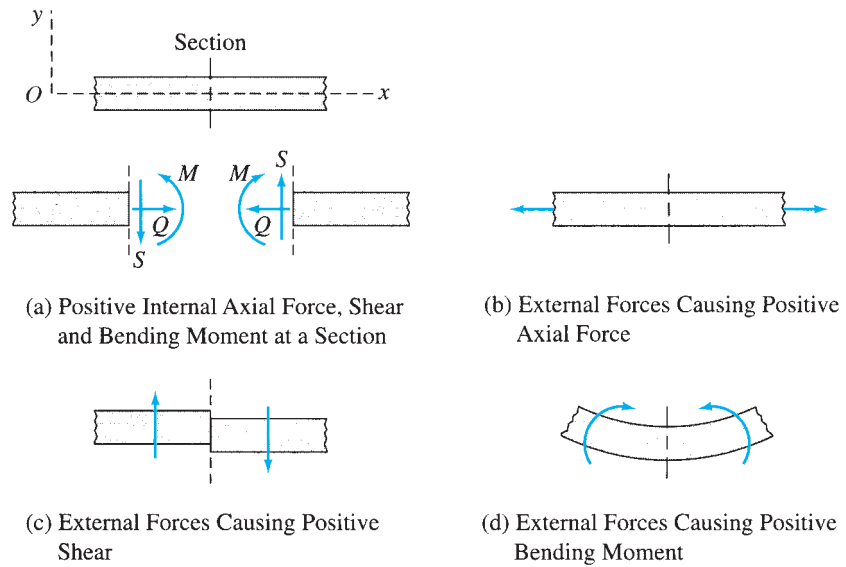 y
Section
O
x
M
M
S
Q
Q
S
(a) Positive Internal Axial Force, Shear
and Bending Moment at a Section
(b) External Forces Causing Positive
Axial Force
(c) External Forces Causing Positive
Shear
(d) External Forces Causing Positive
Bending Moment